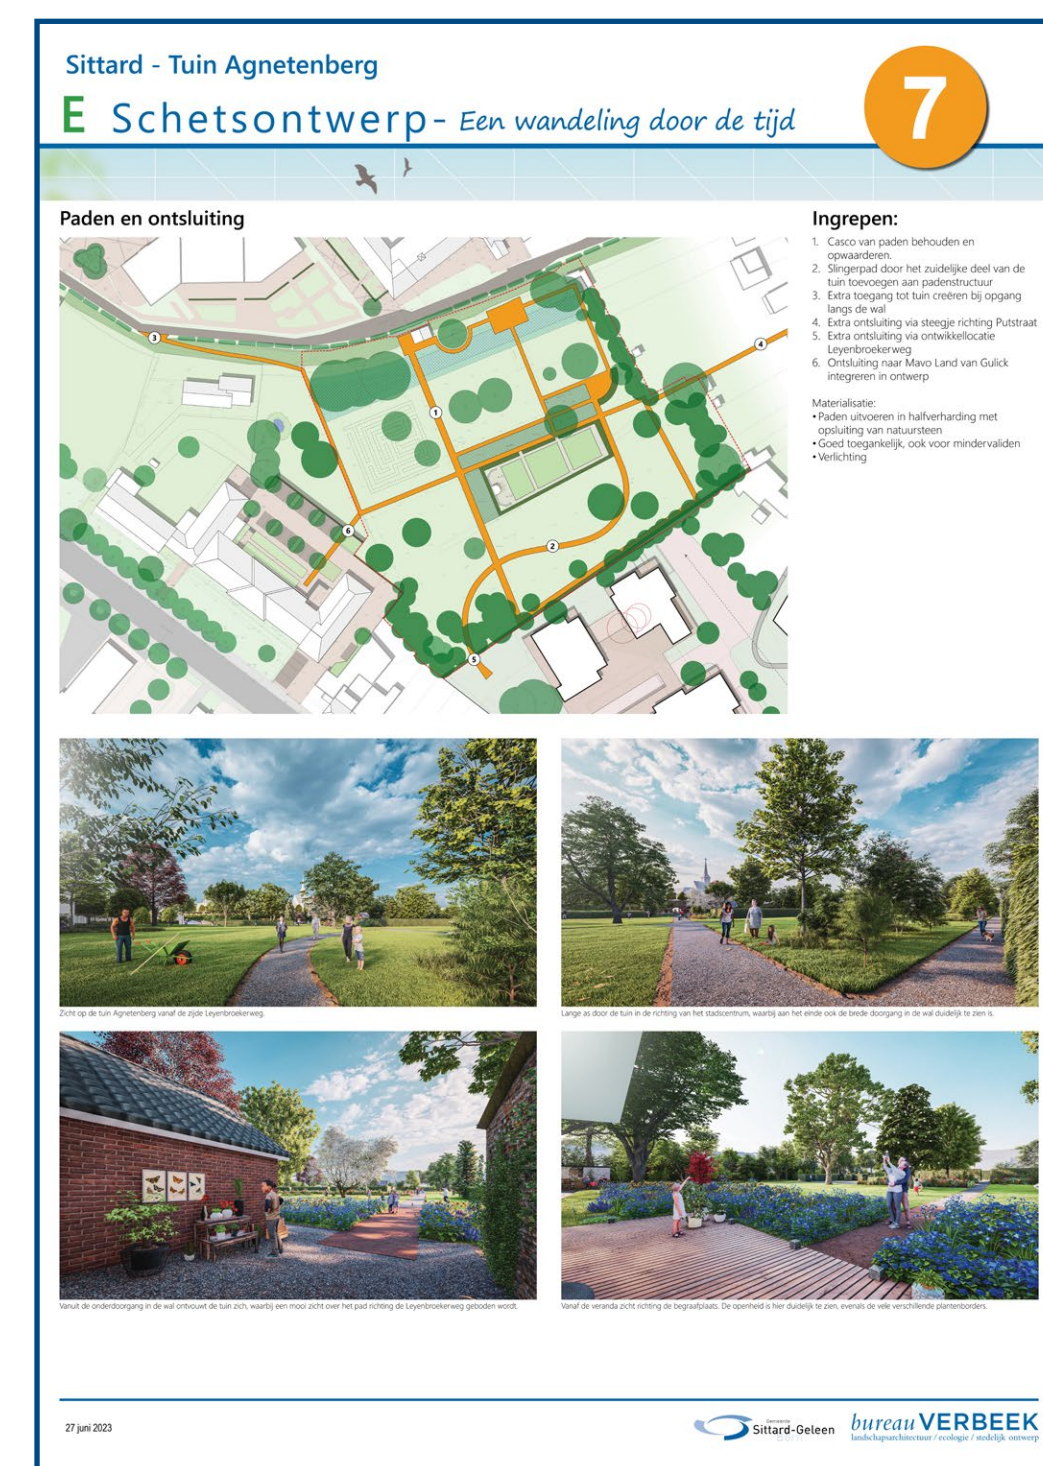 Sittard - Tuin Agnetenberg
E Schetsontwerp - Een wandeling door de tijd
7
Paden en ontsluiting
3
4
1
6
2
5
Ingrepen:
1. Casco van paden behouden en
opwaarderen.
2. Slingerpad door het zuidelijke deel van de
tuin toevoegen aan padenstructuur
3. Extra toegang tot tuin creëren bij opgang
langs de wal
4. Extra ontsluiting via steegje richting Putstraat
5. Extra ontsluiting via ontwikkellocatie
Leyenbroekerweg
6. Ontsluiting naar Mavo Land van Gulick
integreren in ontwerp
Materialisatie:
• Paden uitvoeren in halfverharding met
opsluiting van natuursteen
• Goed toegankelijk, ook voor mindervaliden
• Verlichting
Zicht op de tuin Agnetenberg vanaf de zijde Leyenbroekerweg.
Lange as door de tuin in de richting van het stadscentrum, waarbij aan het einde ook de brede doorgang in de wal duidelijk te zien is.
Vanuit de onderdoorgang in de wal ontvouwt de tuin zich, waarbij een mooi zicht over het pad richting de Leyenbroekerweg geboden wordt.
Vanaf de veranda zicht richting de begraafplaats. De openheid is hier duidelijk te zien, evenals de vele verschillende plantenborders.
27 juni 2023
Gemeente
Sittard-Geleen
bureau VERBEEK
landschapsarchitectuur / ecologie / stedelijk ontwerp